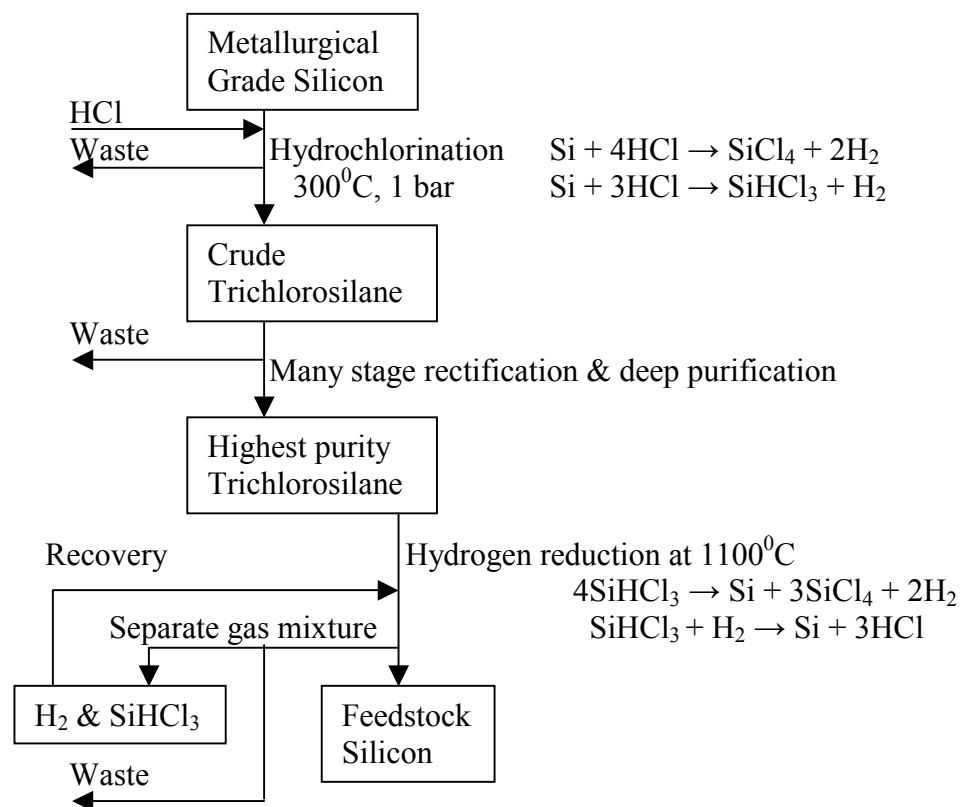 Metallurgical
Grade Silicon
HCl
Waste
Hydrochlorination
300⁰C, 1 bar
Si + 4HCl → SiCl₄ + 2H₂
Si + 3HCl → SiHCl₃ + H₂
Crude
Trichlorosilane
Waste
Many stage rectification & deep purification
Highest purity
Trichlorosilane
Recovery
Hydrogen reduction at 1100⁰C
4SiHCl₃ → Si + 3SiCl₄ + 2H₂
SiHCl₃ + H₂ → Si + 3HCl
Separate gas mixture
H₂ & SiHCl₃
Feedstock
Silicon
Waste